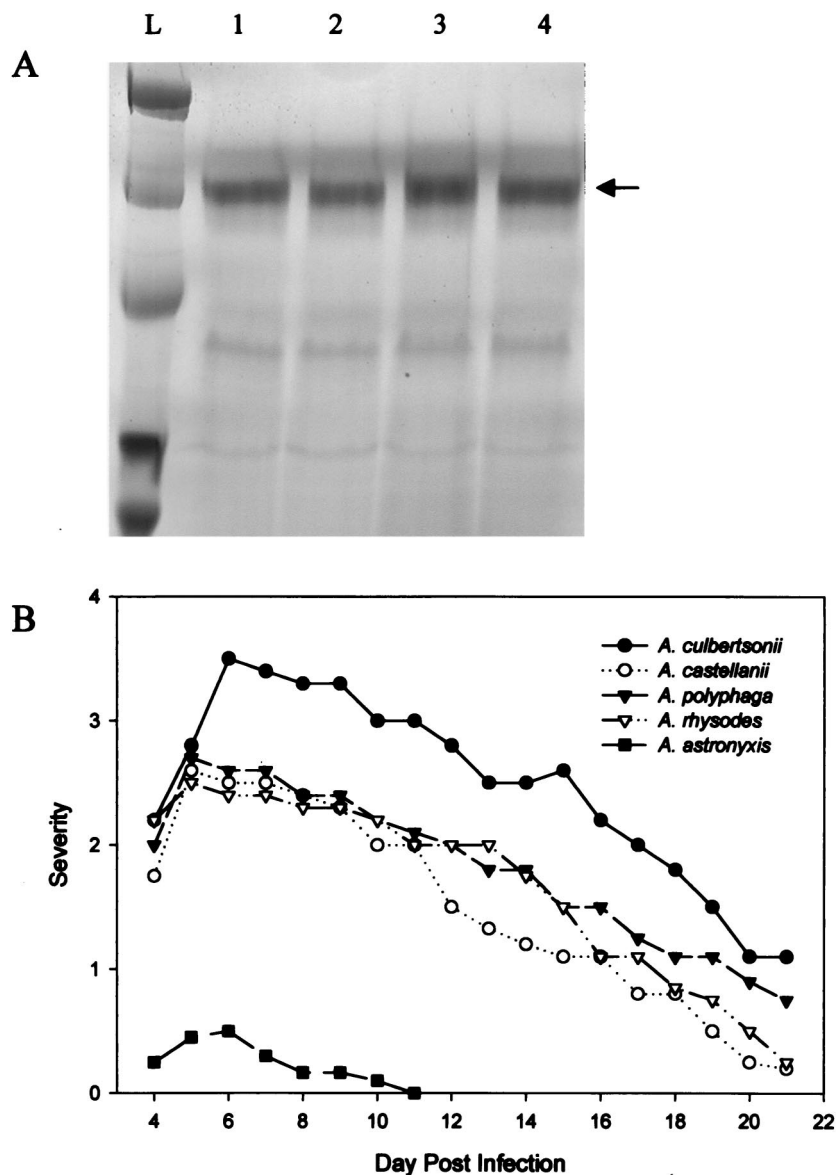 L 1 2 3 4
A
B
4
3
2
1
0
Severity
A. culbertsonii
A. castellanii
A. polyphaga
A. rhysodes
A. astronyxis
4 6 8 10 12 14 16 18 20 22
Day Post Infection